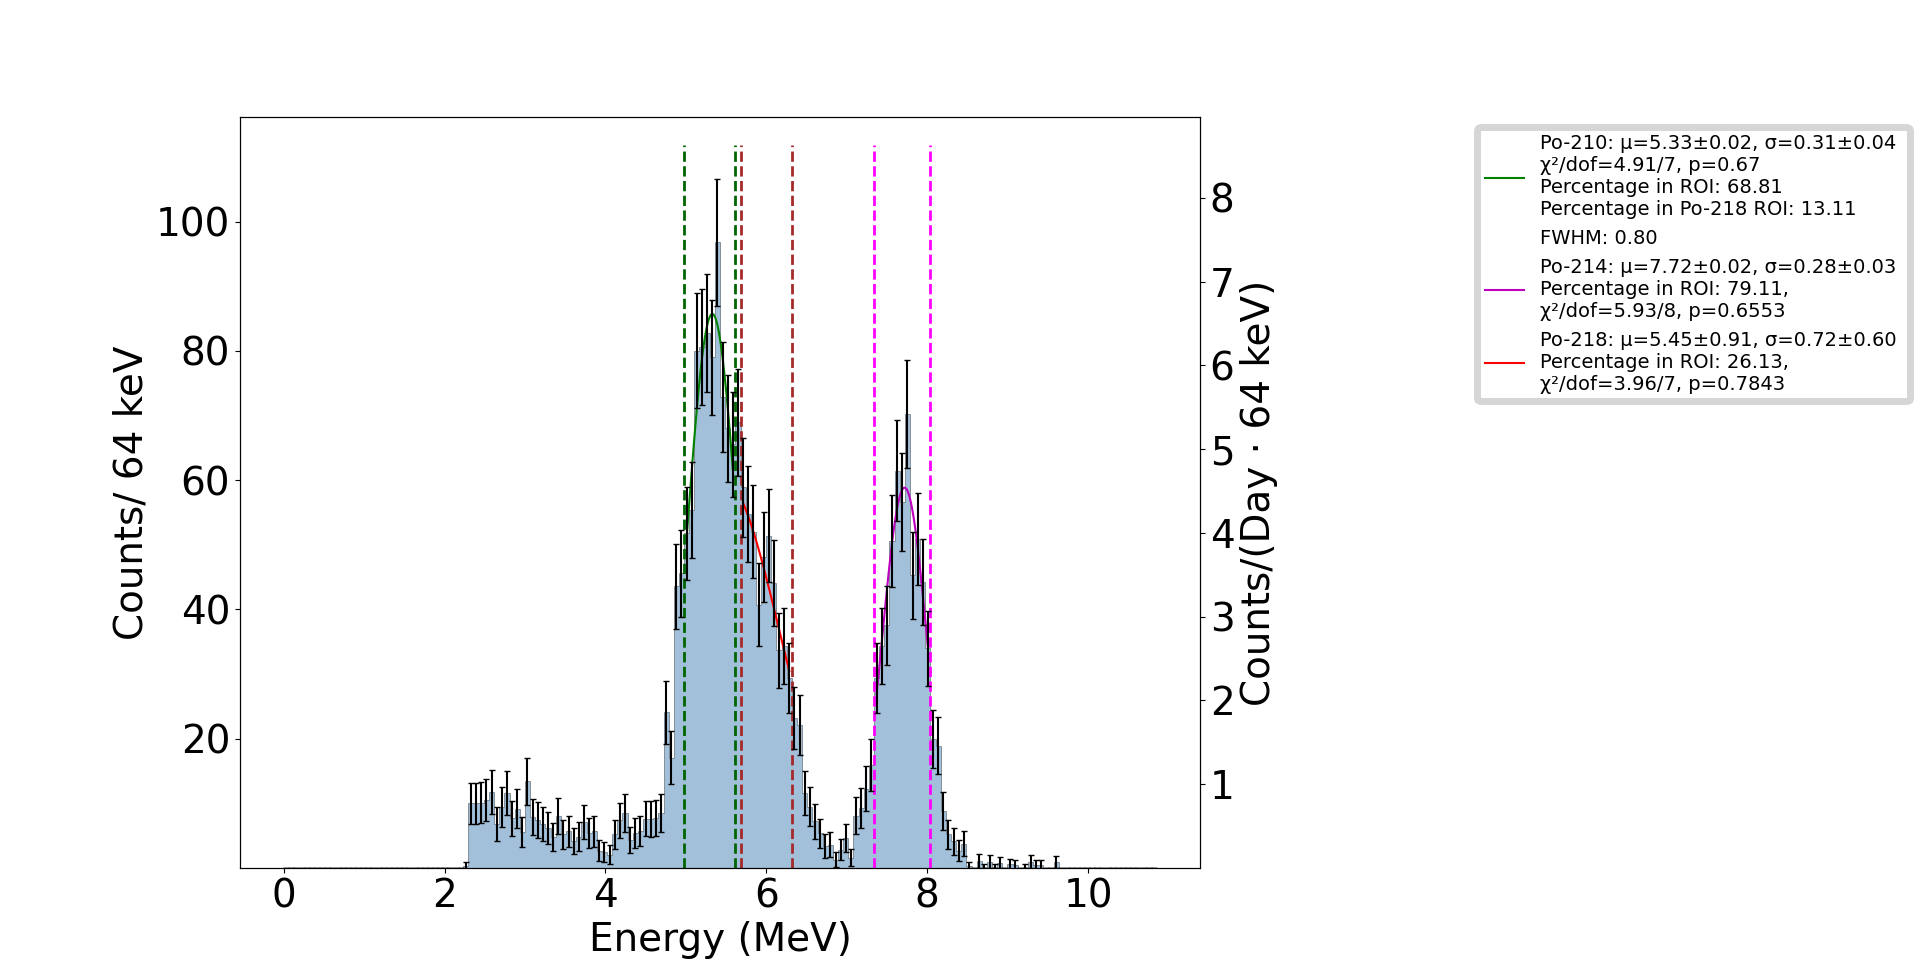 Counts/ 64 keV
100
80
60
40
20
0 2 4 6 8 10
Energy (MeV)
8
7
6
5
4
3
2
1
Counts/(Day · 64 keV)
Po-210: μ=5.33±0.02, σ=0.31±0.04
χ²/dof=4.91/7, p=0.67
Percentage in ROI: 68.81
Percentage in Po-218 ROI: 13.11
FWHM: 0.80
Po-214: μ=7.72±0.02, σ=0.28±0.03
Percentage in ROI: 79.11,
χ²/dof=5.93/8, p=0.6553
Po-218: μ=5.45±0.91, σ=0.72±0.60
Percentage in ROI: 26.13,
χ²/dof=3.96/7, p=0.7843